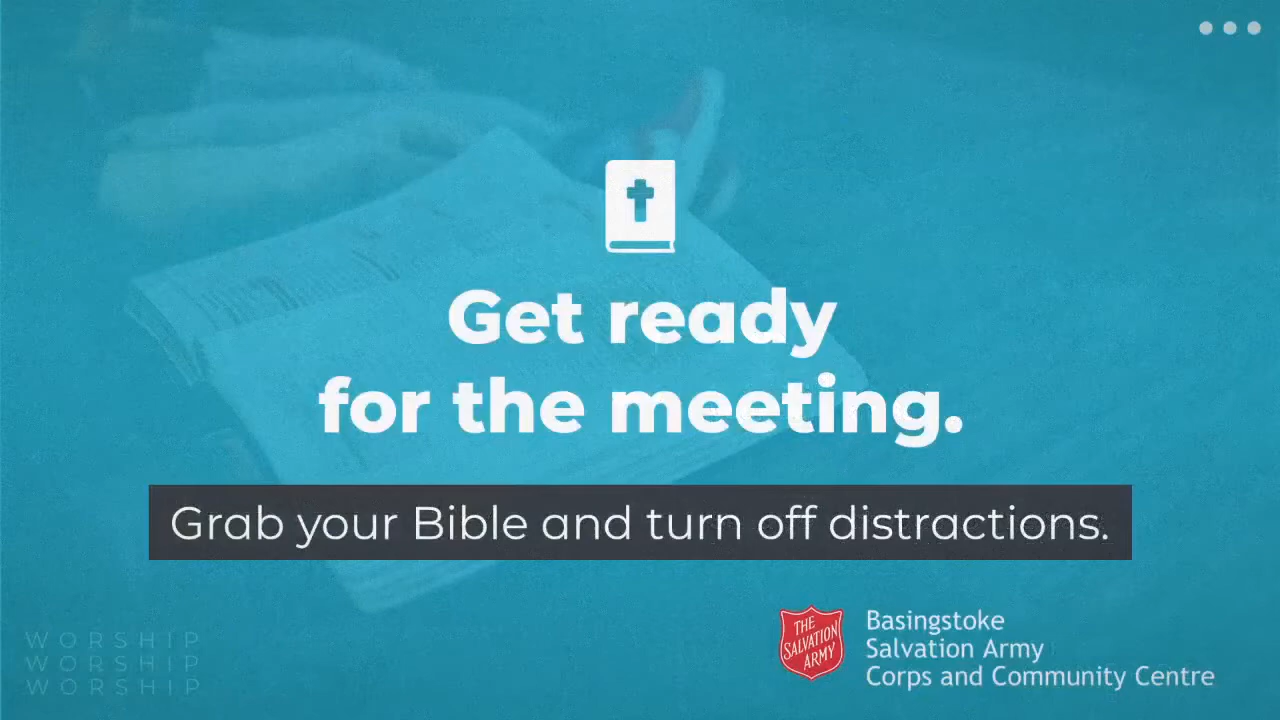 Get ready
for the meeting.
Grab your Bible and turn off distractions.
WORSHIP
WORSHIP
WORSHIP
THE
SALVATION
ARMY
Basingstoke
Salvation Army
Corps and Community Centre